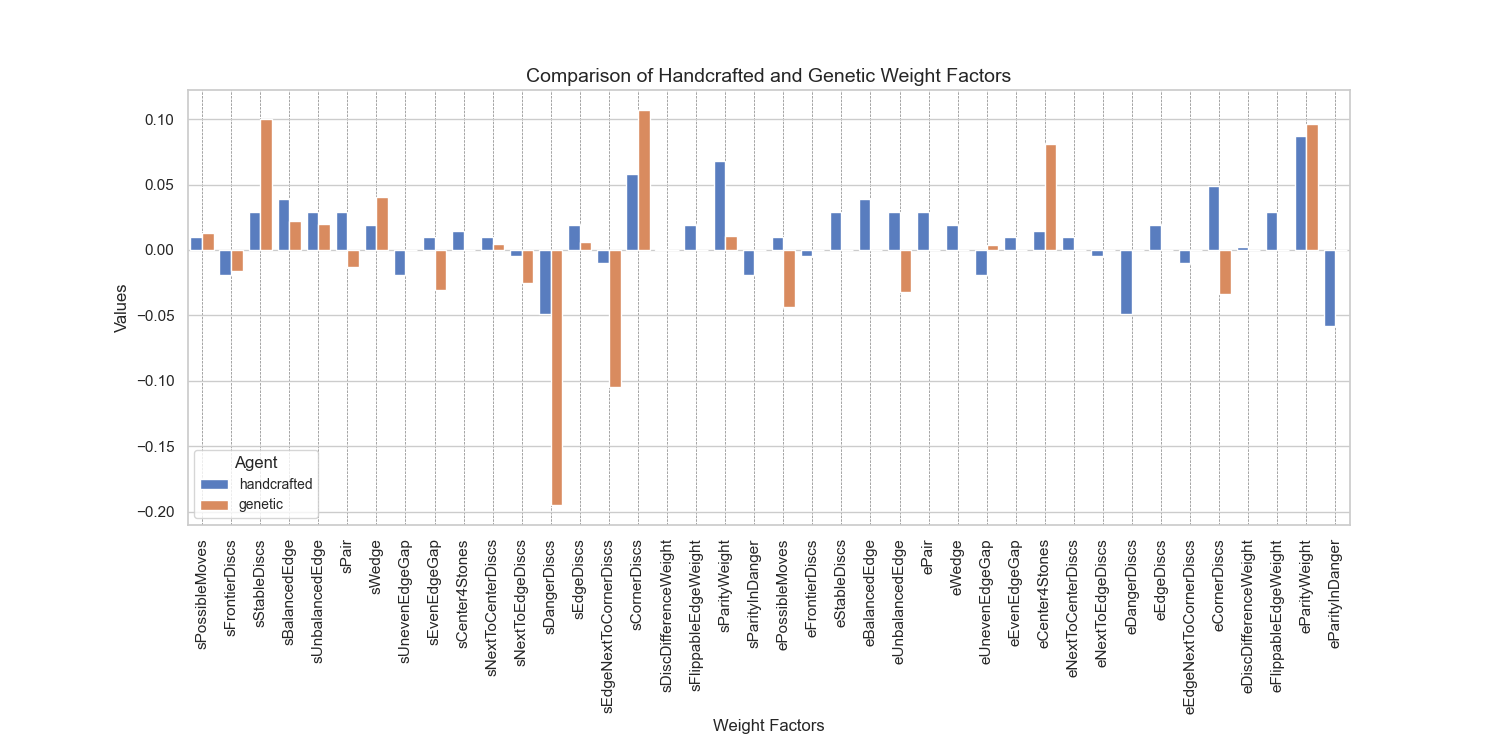 Comparison of Handcrafted and Genetic Weight Factors
Values
0.10
0.05
0.00
−0.05
−0.10
−0.15
−0.20
Agent
handcrafted
genetic
sPossibleMoves
sFrontierDiscs
sStableDiscs
sBalancedEdge
sUnbalancedEdge
sPair
sWedge
sUnevenEdgeGap
sEvenEdgeGap
sCenter4Stones
sNextToCenterDiscs
sNextToEdgeDiscs
sDangerDiscs
sEdgeDiscs
sEdgeNextToCornerDiscs
sCornerDiscs
sDiscDifferenceWeight
sFlippableEdgeWeight
sParityWeight
sParityInDanger
ePossibleMoves
eFrontierDiscs
eStableDiscs
eBalancedEdge
eUnbalancedEdge
ePair
eWedge
eUnevenEdgeGap
eEvenEdgeGap
eCenter4Stones
eNextToCenterDiscs
eNextToEdgeDiscs
eDangerDiscs
eEdgeDiscs
eEdgeNextToCornerDiscs
eCornerDiscs
eDiscDifferenceWeight
eFlippableEdgeWeight
eParityWeight
eParityInDanger
Weight Factors